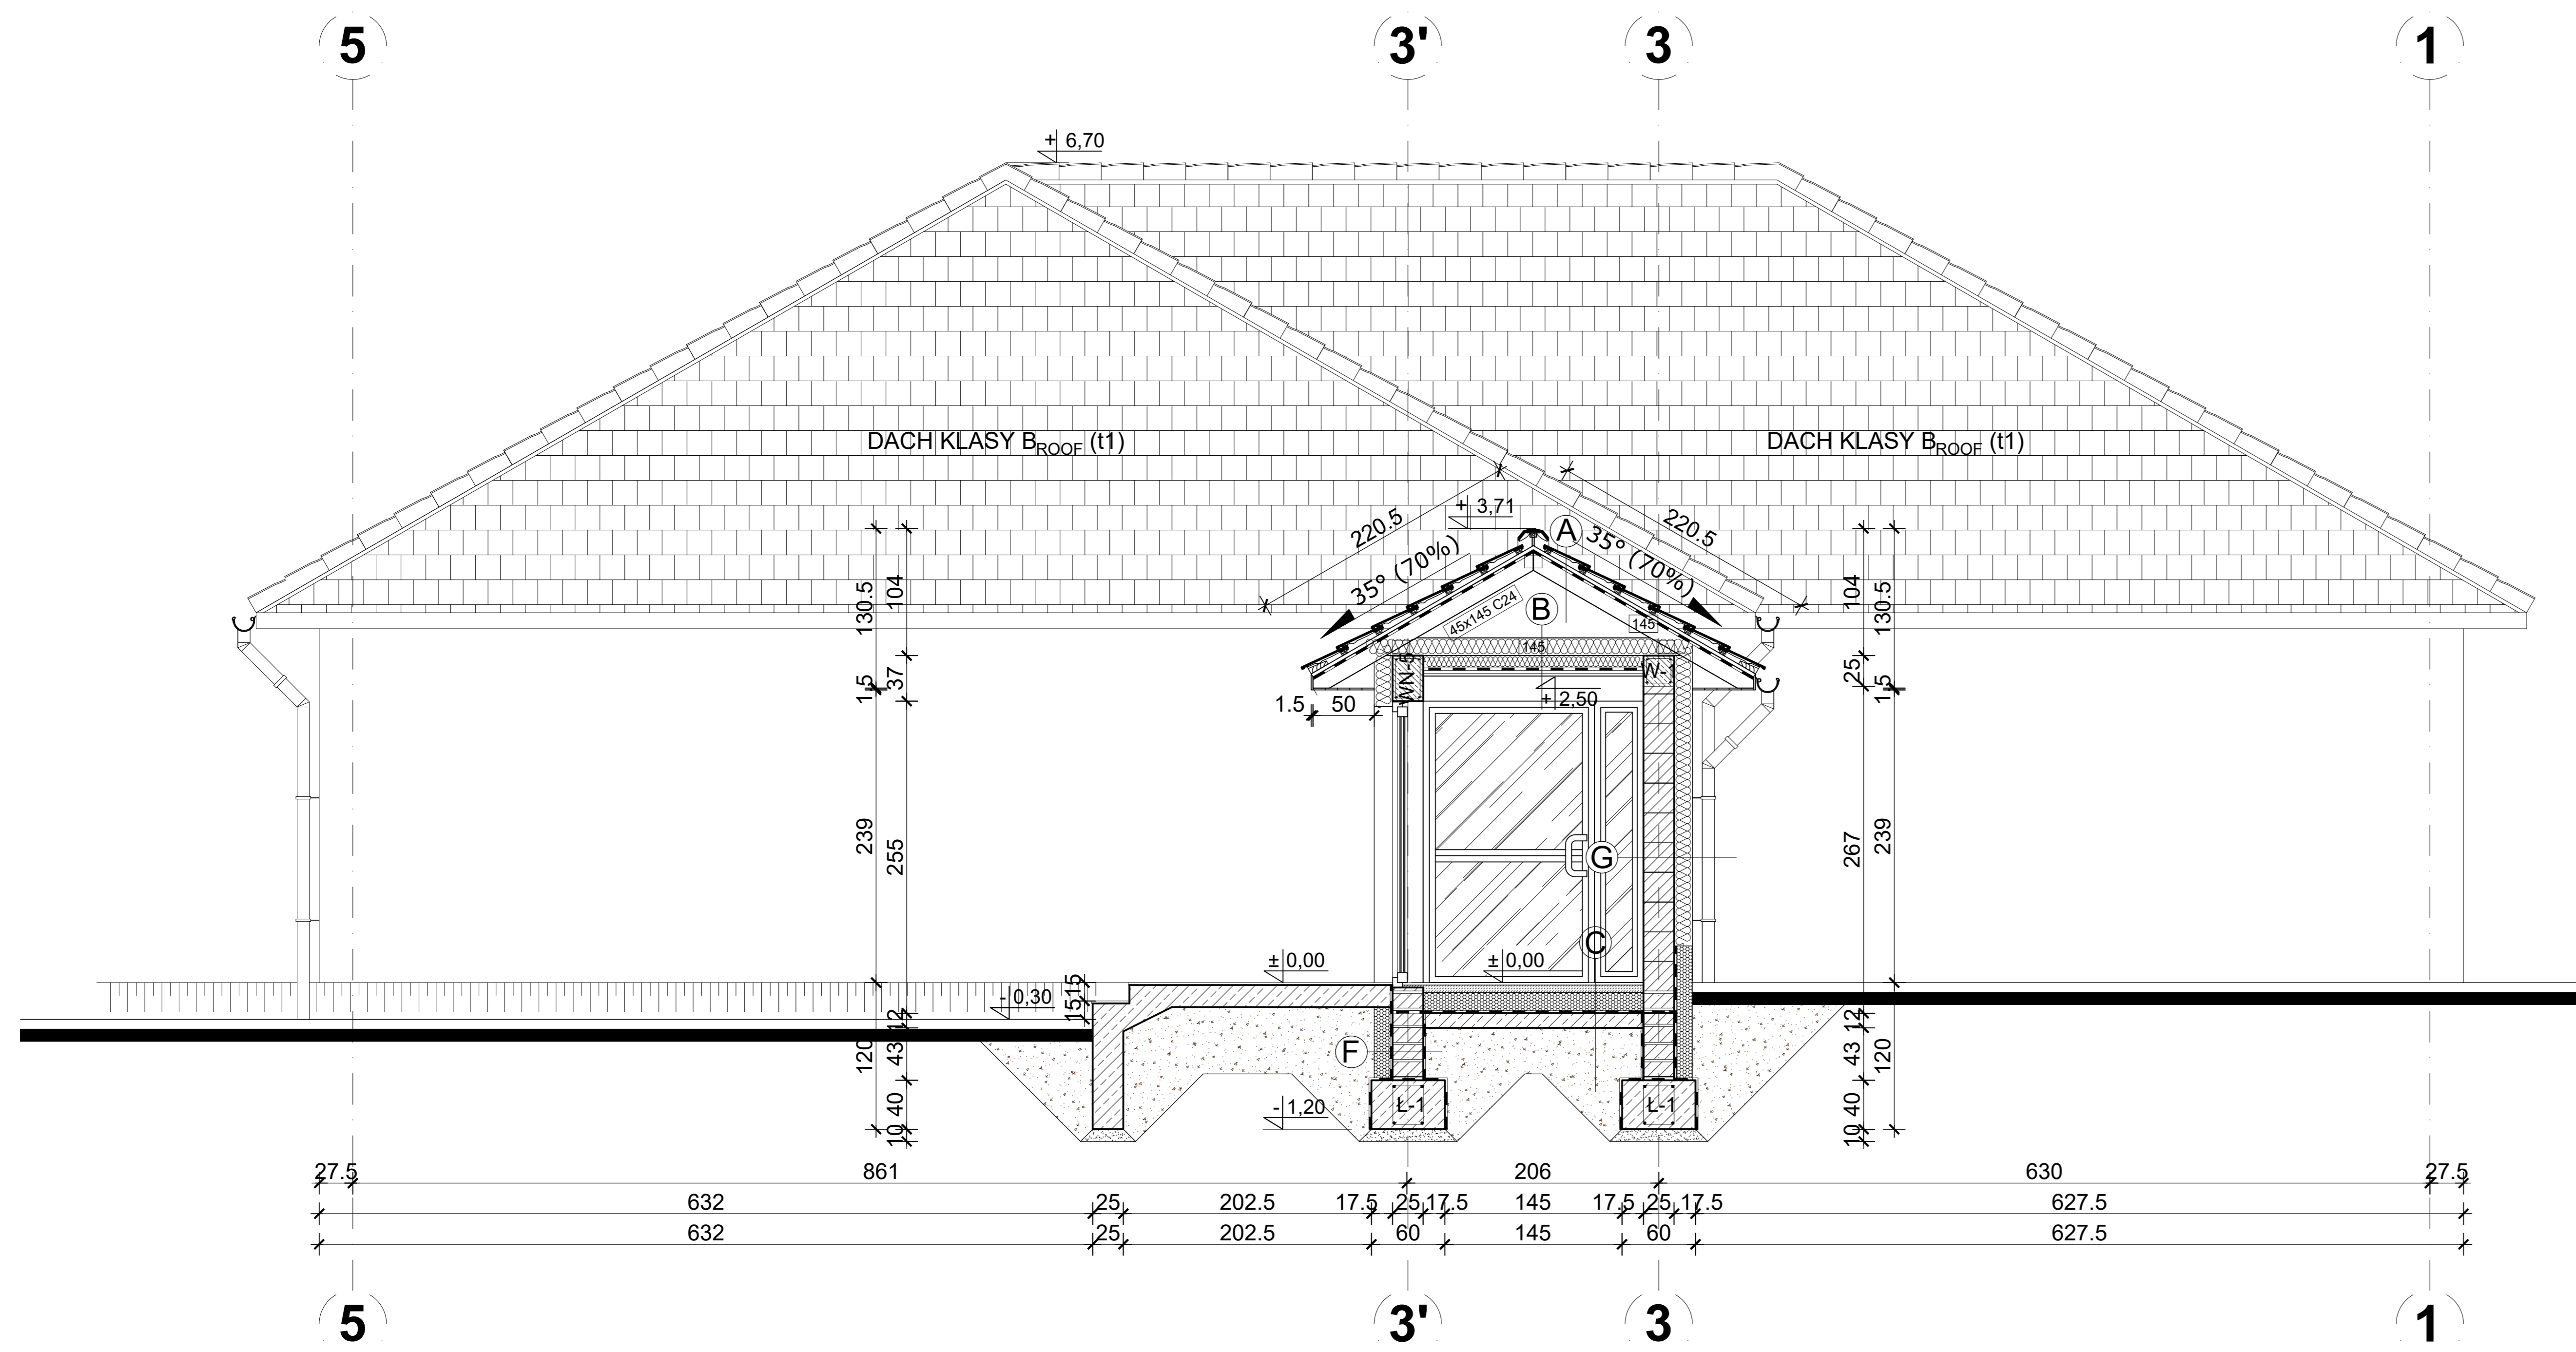 5 3' 3 1
+ 6,70
DACH KLASY BROOF (t1) DACH KLASY BROOF (t1)
+ 3,71
220.5 220.5
A
35° (70%) 35° (70%)
130.5 104 104 130.5
45x145 C24
B
145
145
WN-5 W-1
1.5 37 25 1.5
1.5 50
+ 2,50
239 255 267 239
G
C
± 0,00 ± 0,00
- 0,30
15 15
12 12
120 43 43 120
F
40 40
- 1,20
Ł-1 Ł-1
10 10
27.5 861 206 630 27.5
632 25 202.5 17.5 25 17.5 145 17.5 25 17.5 627.5
632 25 202.5 60 145 60 627.5
5 3' 3 1